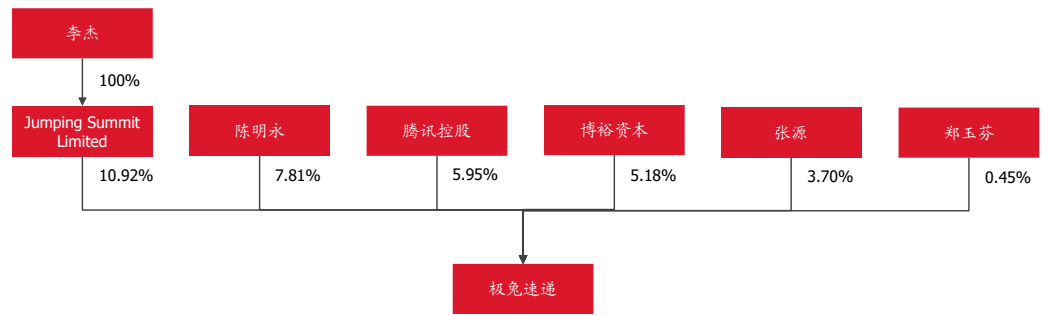 李杰
100%
Jumping Summit
Limited
陈明永
腾讯控股
博裕资本
张源
郑玉芬
10.92%
7.81%
5.95%
5.18%
3.70%
0.45%
极兔速递